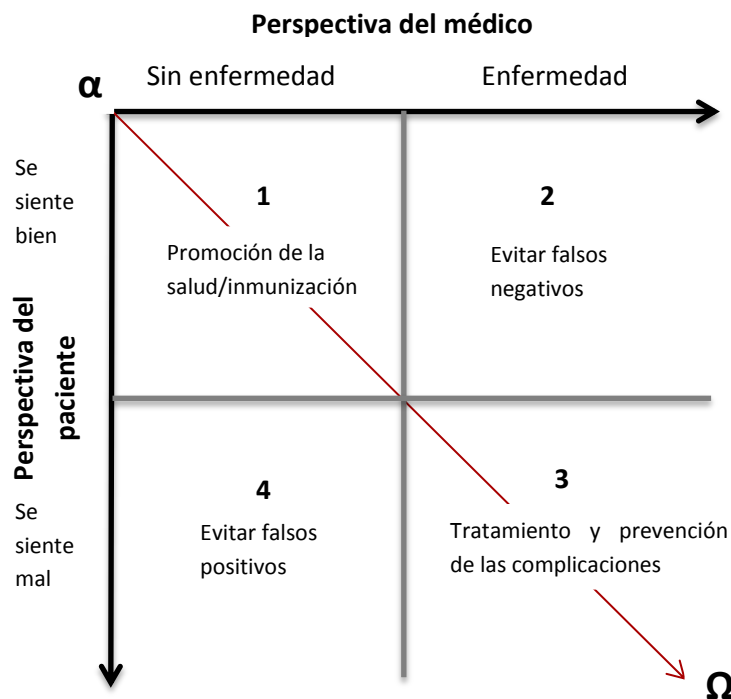 Perspectiva del médico
α
Sin enfermedad
Enfermedad
Se
siente
bien
1
Promoción de la
salud/inmunización
2
Evitar falsos
negativos
Perspectiva del
paciente
Se
siente
mal
4
Evitar falsos
positivos
3
Tratamiento y prevención
de las complicaciones
Ω